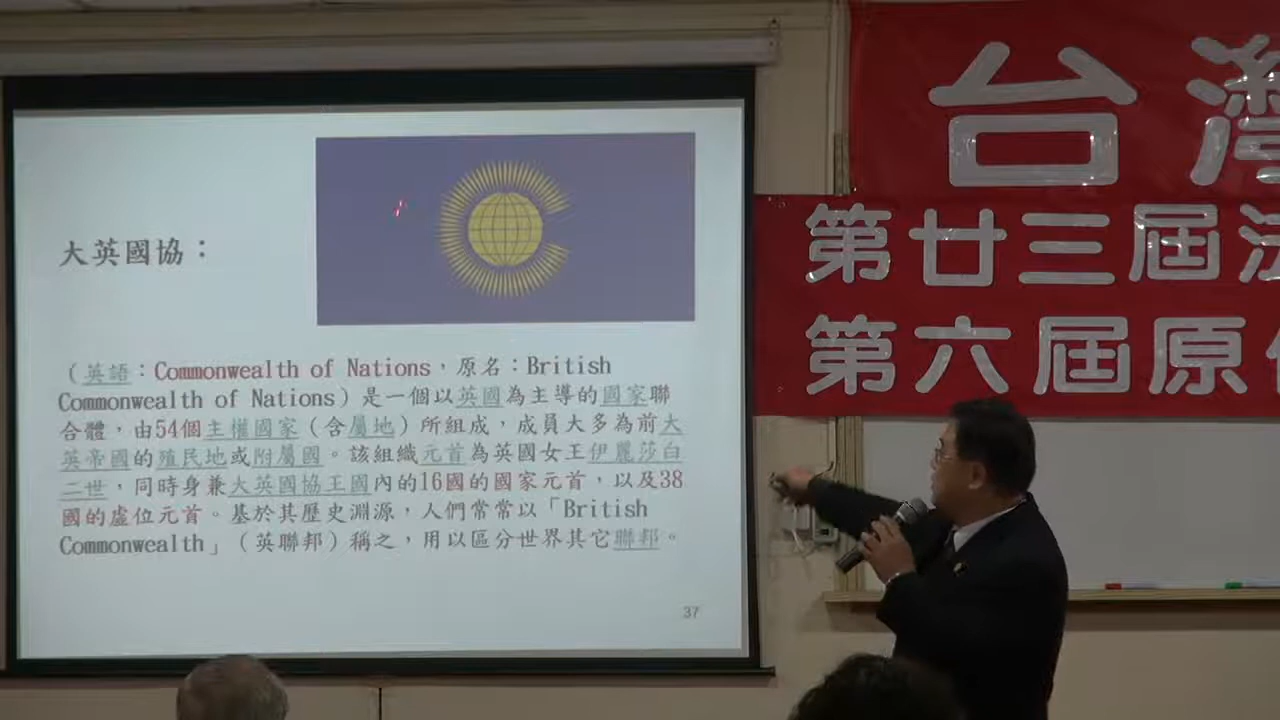 大英國協：
（英語：Commonwealth of Nations，原名：British
Commonwealth of Nations）是一個以英國為主導的國家聯
合體，由54個主權國家（含屬地）所組成，成員大多為前大
英帝國的殖民地或附屬國。該組織元首為英國女王伊麗莎白
二世，同時身兼大英國協王國內的16國的國家元首，以及38
國的虛位元首。基於其歷史淵源，人們常常以「British
Commonwealth」（英聯邦）稱之，用以區分世界其它聯邦。
37
台灣
第廿三屆法
第六屆原住